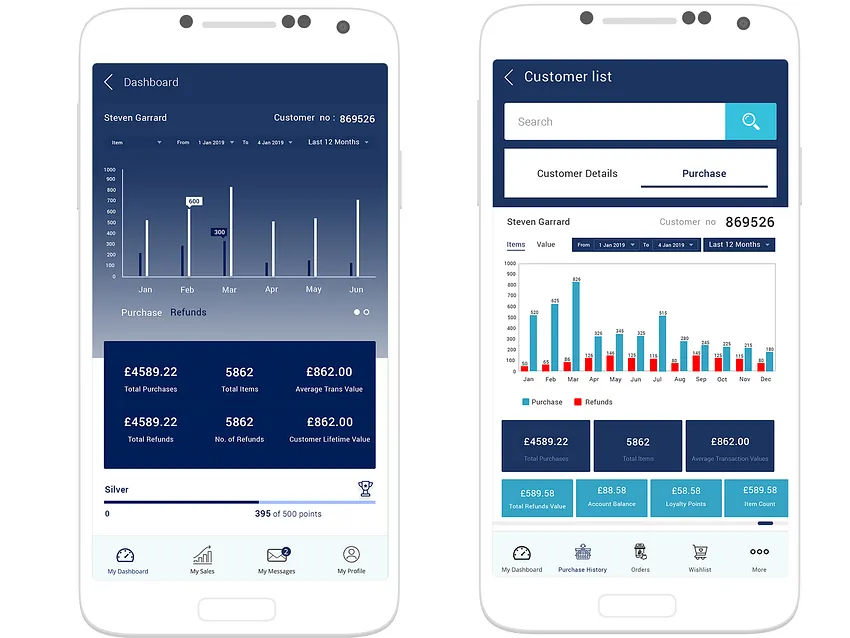 Dashboard
Steven Garrard Customer no : 869526
Item From 1 Jan 2019 To 4 Jan 2019 Last 12 Months
1000
900
800
700
600
500
400
300
200
100
0
600
300
Jan Feb Mar Apr May Jun
Purchase Refunds
£4589.22 5862 £862.00
Total Purchases Total Items Average Trans Value
£4589.22 5862 £862.00
Total Refunds No. of Refunds Customer Lifetime Value
Silver
0 395 of 500 points
2
My Dashboard My Sales My Messages My Profile
Customer list
Search
Customer Details Purchase
Steven Garrard Customer no 869526
Items Value From 1 Jan 2019 To 4 Jan 2019 Last 12 Months
1000
900
800
700
600
500
400
300
200
100
0
50 520 65 625 86 826 125 326 146 345 125 325 115 515 80 280 145 245 125 225 115 215 80 180
Jan Feb Mar Apr May Jun Jul Aug Sep Oct Nov Dec
Purchase Refunds
£4589.22 5862 £862.00
Total Purchases Total Items Average Transaction Values
£589.58 £88.58 £58.58 £589.58
Total Refunds Value Account Balance Loyalty Points Item Count
My Dashboard Purchase History Orders Wishlist More